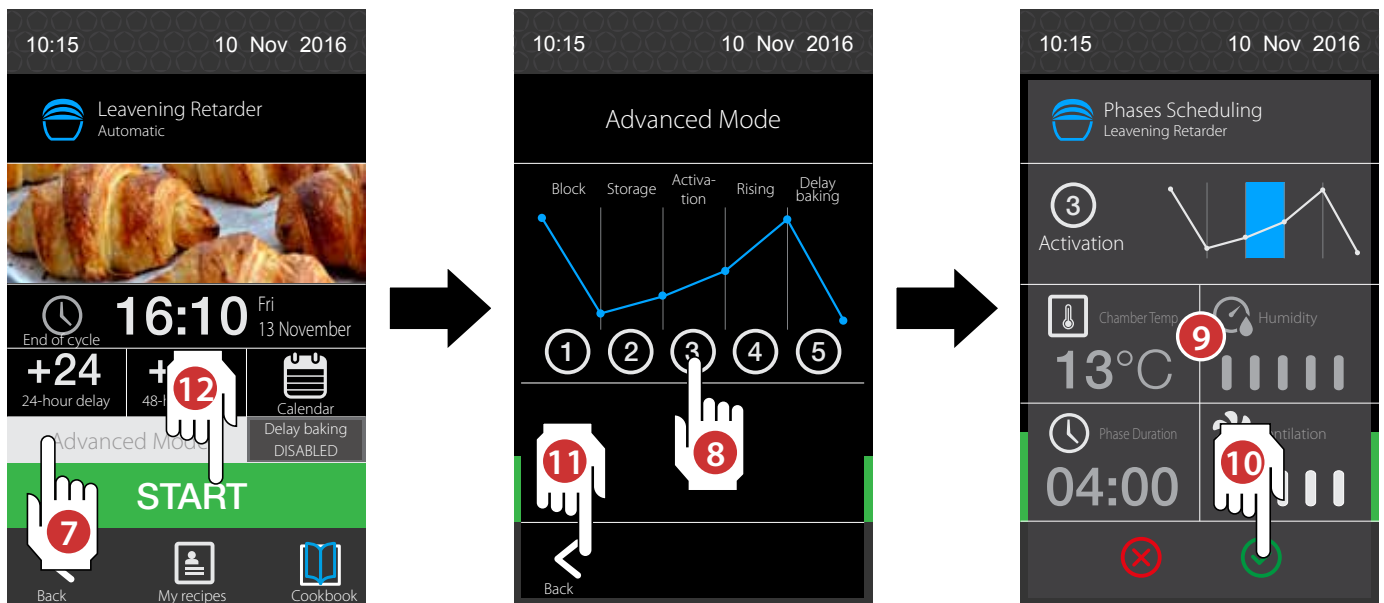 10:15 10 Nov 2016
Leavening Retarder
Automatic
End of cycle
16:10
Fri
13 November
+24
24-hour delay
+
48-h
12
Calendar
Advanced Mod
Delay baking
DISABLED
START
7
Back
My recipes
Cookbook
10:15 10 Nov 2016
Advanced Mode
Block
Storage
Activa-
tion
Rising
Delay
baking
1 2 3 4 5
8
11
Back
10:15 10 Nov 2016
Phases Scheduling
Leavening Retarder
3
Activation
Chamber Temp
13°C
9
Humidity
Phase Duration
04:00
entilation
10